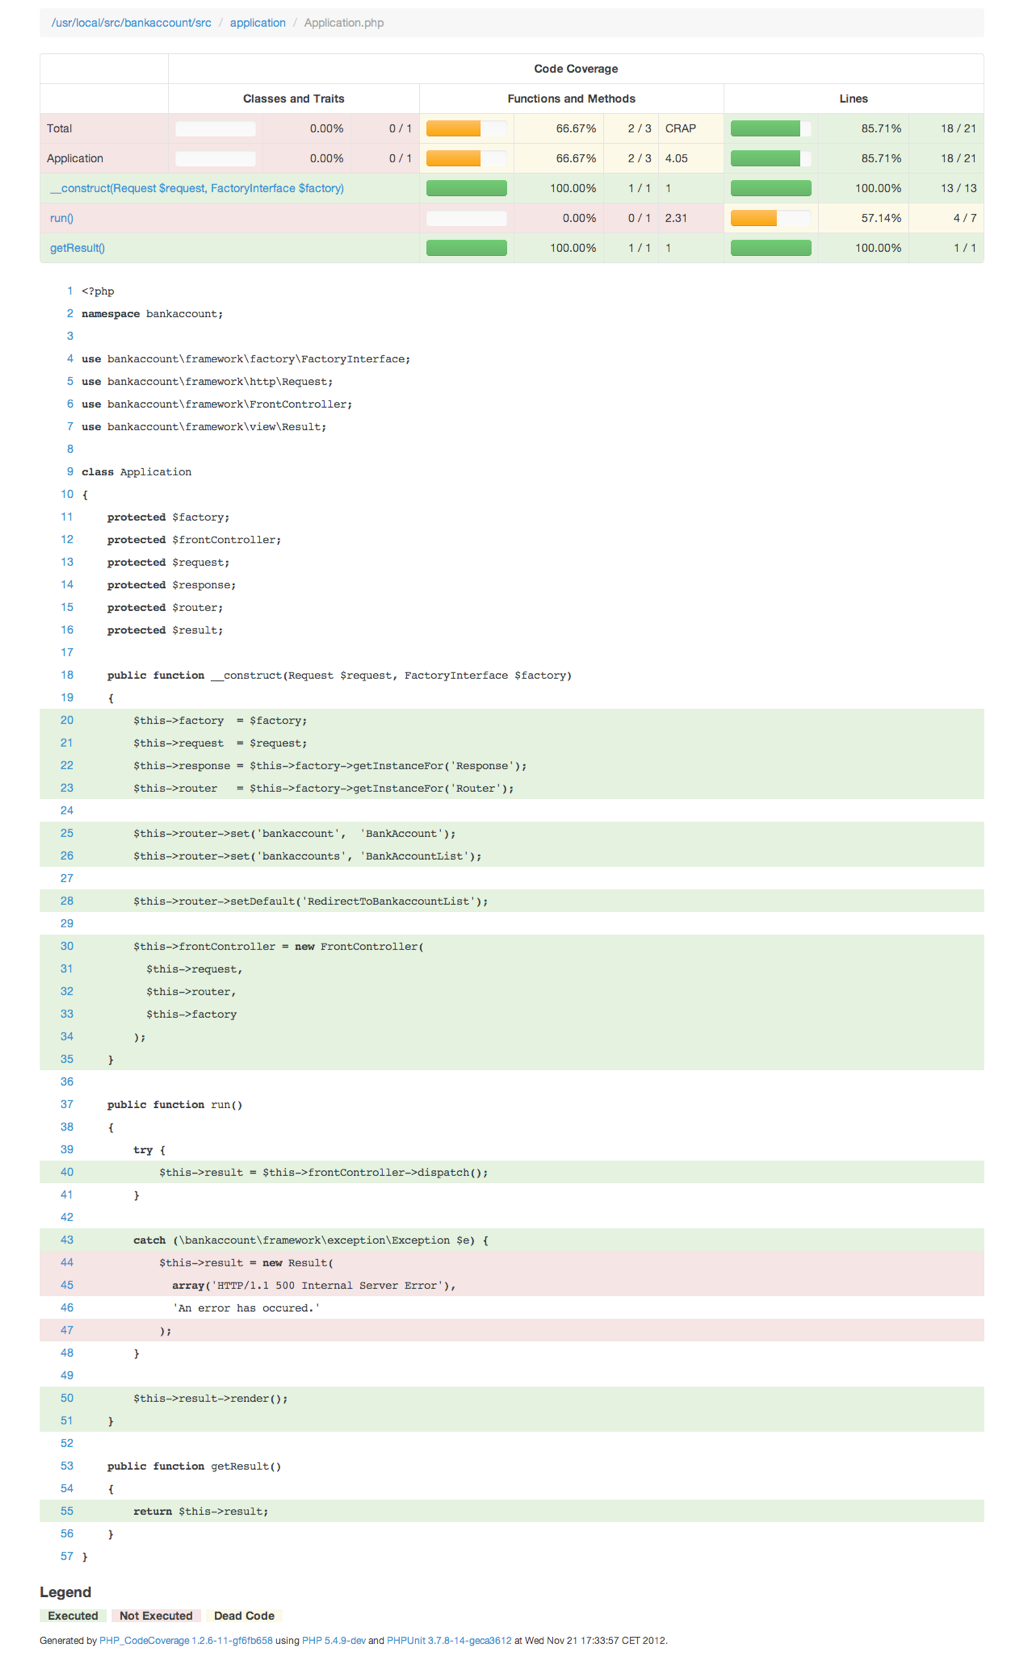 /usr/local/src/bankaccount/src / application / Application.php
Code Coverage
Classes and Traits Functions and Methods Lines
Total 0.00% 0 / 1 66.67% 2 / 3 CRAP 85.71% 18 / 21
Application 0.00% 0 / 1 66.67% 2 / 3 4.05 85.71% 18 / 21
__construct(Request $request, FactoryInterface $factory) 100.00% 1 / 1 1 100.00% 13 / 13
run() 0.00% 0 / 1 2.31 57.14% 4 / 7
getResult() 100.00% 1 / 1 1 100.00% 1 / 1
1 <?php
2 namespace bankaccount;
3
4 use bankaccount\framework\factory\FactoryInterface;
5 use bankaccount\framework\http\Request;
6 use bankaccount\framework\FrontController;
7 use bankaccount\framework\view\Result;
8
9 class Application
10 {
11     protected $factory;
12     protected $frontController;
13     protected $request;
14     protected $response;
15     protected $router;
16     protected $result;
17
18     public function __construct(Request $request, FactoryInterface $factory)
19     {
20         $this->factory  = $factory;
21         $this->request  = $request;
22         $this->response = $this->factory->getInstanceFor('Response');
23         $this->router   = $this->factory->getInstanceFor('Router');
24
25         $this->router->set('bankaccount',  'BankAccount');
26         $this->router->set('bankaccounts', 'BankAccountList');
27
28         $this->router->setDefault('RedirectToBankaccountList');
29
30         $this->frontController = new FrontController(
31           $this->request,
32           $this->router,
33           $this->factory
34         );
35     }
36
37     public function run()
38     {
39         try {
40             $this->result = $this->frontController->dispatch();
41         }
42
43         catch (\bankaccount\framework\exception\Exception $e) {
44             $this->result = new Result(
45               array('HTTP/1.1 500 Internal Server Error'),
46               'An error has occured.'
47             );
48         }
49
50         $this->result->render();
51     }
52
53     public function getResult()
54     {
55         return $this->result;
56     }
57 }
Legend
Executed Not Executed Dead Code
Generated by PHP_CodeCoverage 1.2.6-11-gf6fb658 using PHP 5.4.9-dev and PHPUnit 3.7.8-14-geca3612 at Wed Nov 21 17:33:57 CET 2012.